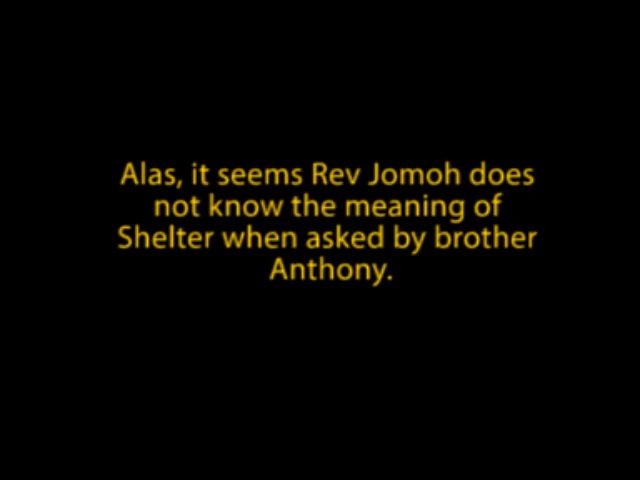 Alas, it seems Rev Jomoh does
not know the meaning of
Shelter when asked by brother
Anthony.